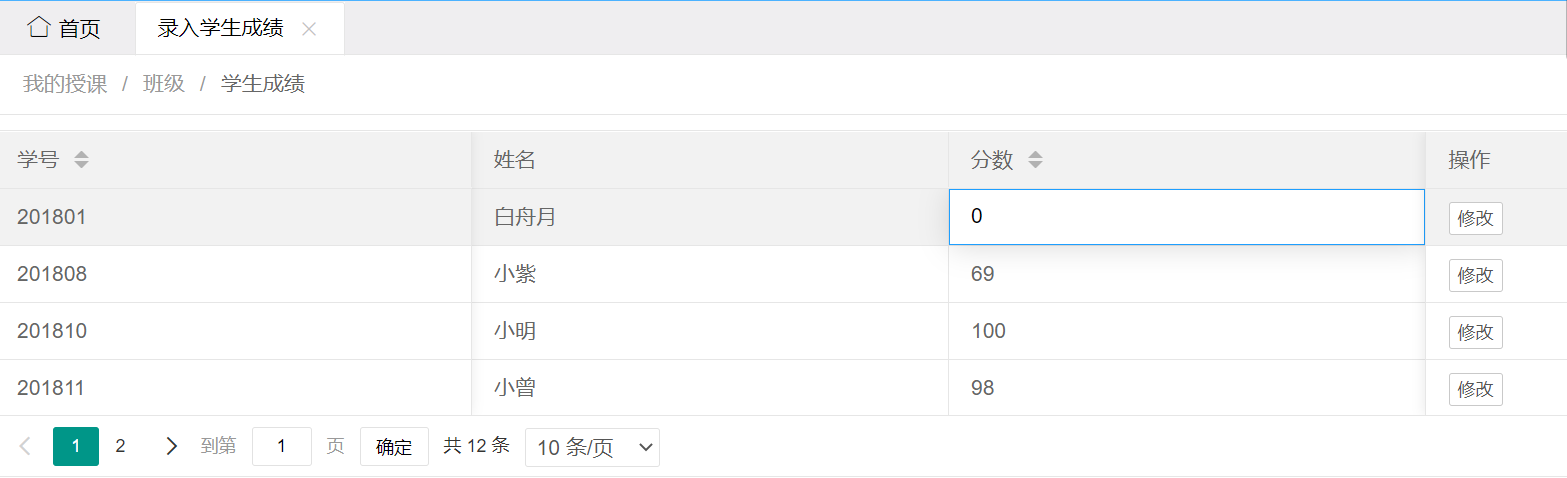 首页 录入学生成绩
我的授课 / 班级 / 学生成绩
学号 姓名 分数 操作
201801 白舟月 0 修改
201808 小紫 69 修改
201810 小明 100 修改
201811 小曾 98 修改
1 2 到第 1 页 确定 共 12 条 10 条/页